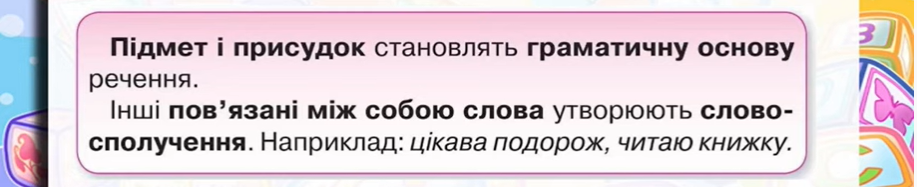 Підмет і присудок становлять граматичну основу
речення.
Інші пов’язані між собою слова утворюють слово-
сполучення. Наприклад: цікава подорож, читаю книжку.